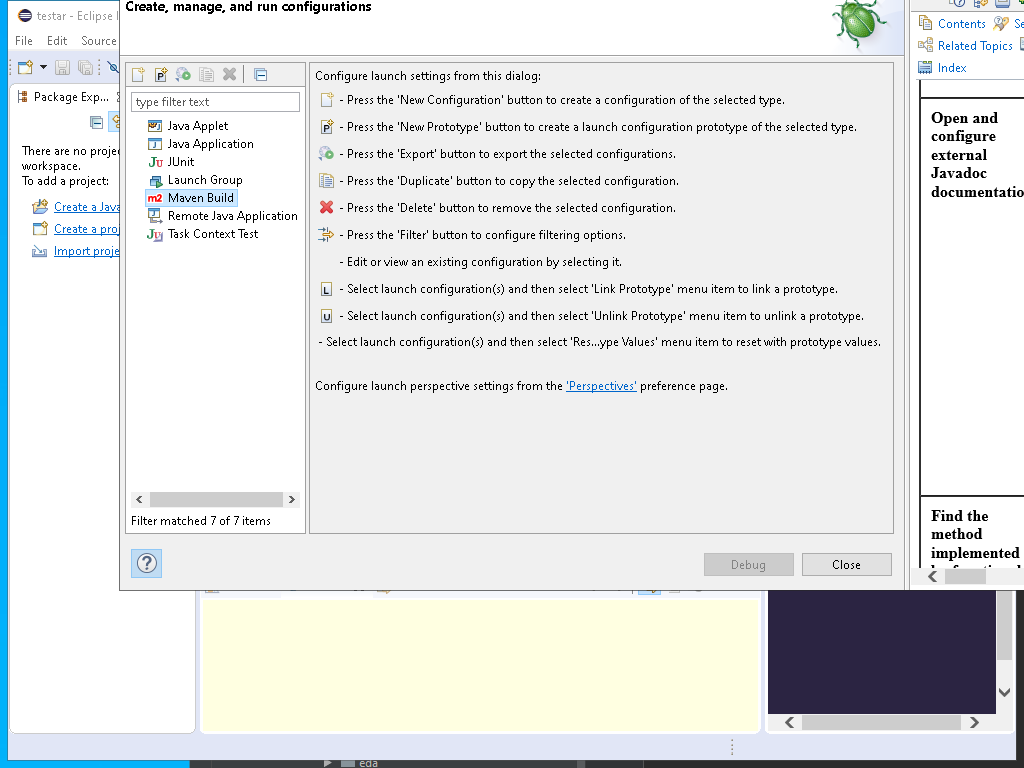 testar - Eclipse I
File Edit Source
Package Exp...
There are no proje
workspace.
To add a project:
Create a Java
Create a proj
Import proje
Create, manage, and run configurations
type filter text
Java Applet
Java Application
JUnit
Launch Group
Maven Build
Remote Java Application
Task Context Test
Filter matched 7 of 7 items
Configure launch settings from this dialog:
- Press the 'New Configuration' button to create a configuration of the selected type.
- Press the 'New Prototype' button to create a launch configuration prototype of the selected type.
- Press the 'Export' button to export the selected configurations.
- Press the 'Duplicate' button to copy the selected configuration.
- Press the 'Delete' button to remove the selected configuration.
- Press the 'Filter' button to configure filtering options.
- Edit or view an existing configuration by selecting it.
- Select launch configuration(s) and then select 'Link Prototype' menu item to link a prototype.
- Select launch configuration(s) and then select 'Unlink Prototype' menu item to unlink a prototype.
- Select launch configuration(s) and then select 'Res...ype Values' menu item to reset with prototype values.
Configure launch perspective settings from the 'Perspectives' preference page.
Debug
Close
Contents
Se
Related Topics
Index
Open and
configure
external
Javadoc
documentatio
Find the
method
implemented
eda